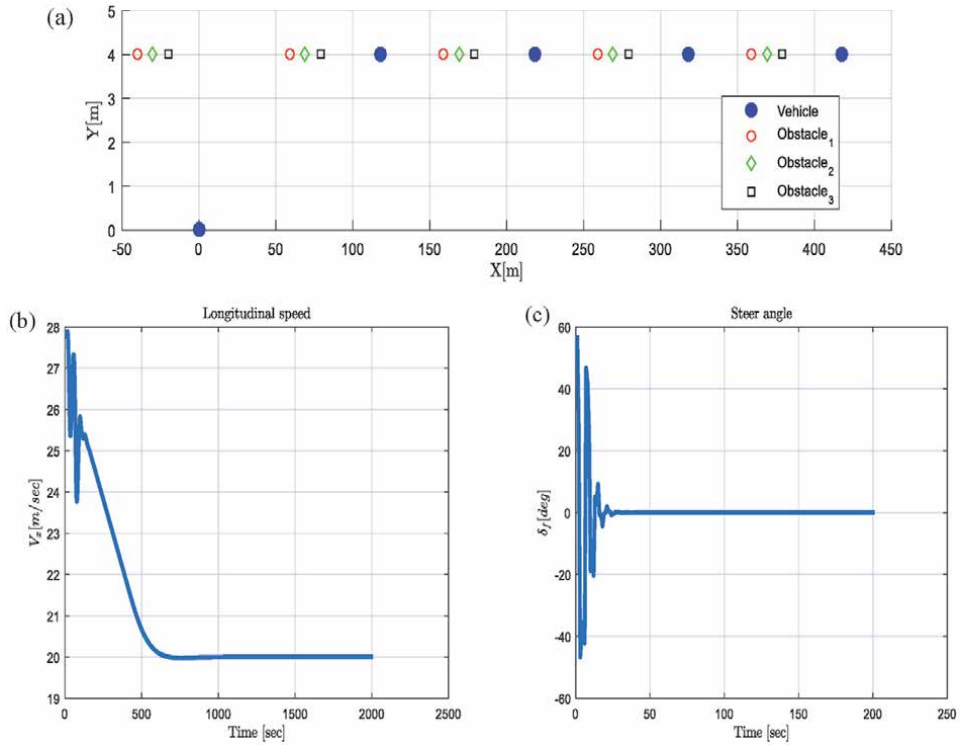 (a)
5
4
3
2
1
0
Y[m]
-50 0 50 100 150 200 250 300 350 400 450
X[m]
Vehicle
Obstacle1
Obstacle2
Obstacle3
(b)
Longitudinal speed
28
27
26
25
24
23
22
21
20
19
Vx[m/sec]
0 500 1000 1500 2000 2500
Time [sec]
(c)
Steer angle
60
40
20
0
-20
-40
-60
δf[deg]
0 50 100 150 200 250
Time [sec]